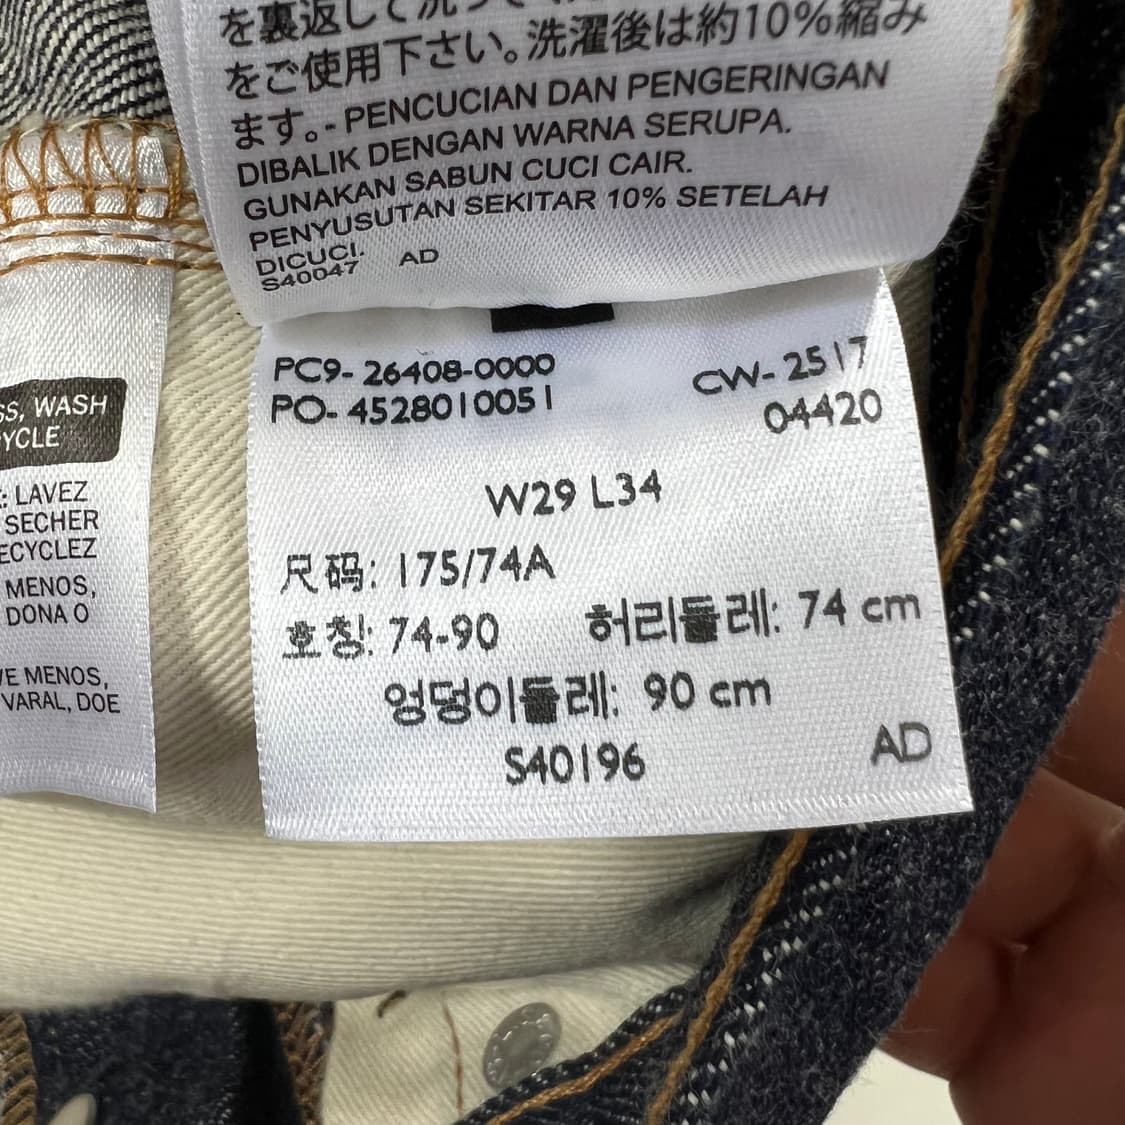 を裏返して洗って
をご使用下さい。洗濯後は約10%縮み
ます。- PENCUCIAN DAN PENGERINGAN
DIBALIK DENGAN WARNA SERUPA.
GUNAKAN SABUN CUCI CAIR.
PENYUSUTAN SEKITAR 10% SETELAH
DICUCI.
S40047 AD
SS, WASH
YCLE
: LAVEZ
SECHER
ECYCLEZ
MENOS,
DONA O
VE MENOS,
VARAL, DOE
PC9- 26408-0000 CW- 2517
PO- 4528010051 04420
W29 L34
尺码: 175/74A
호칭: 74-90 허리둘레: 74 cm
엉덩이둘레: 90 cm
S40196 AD